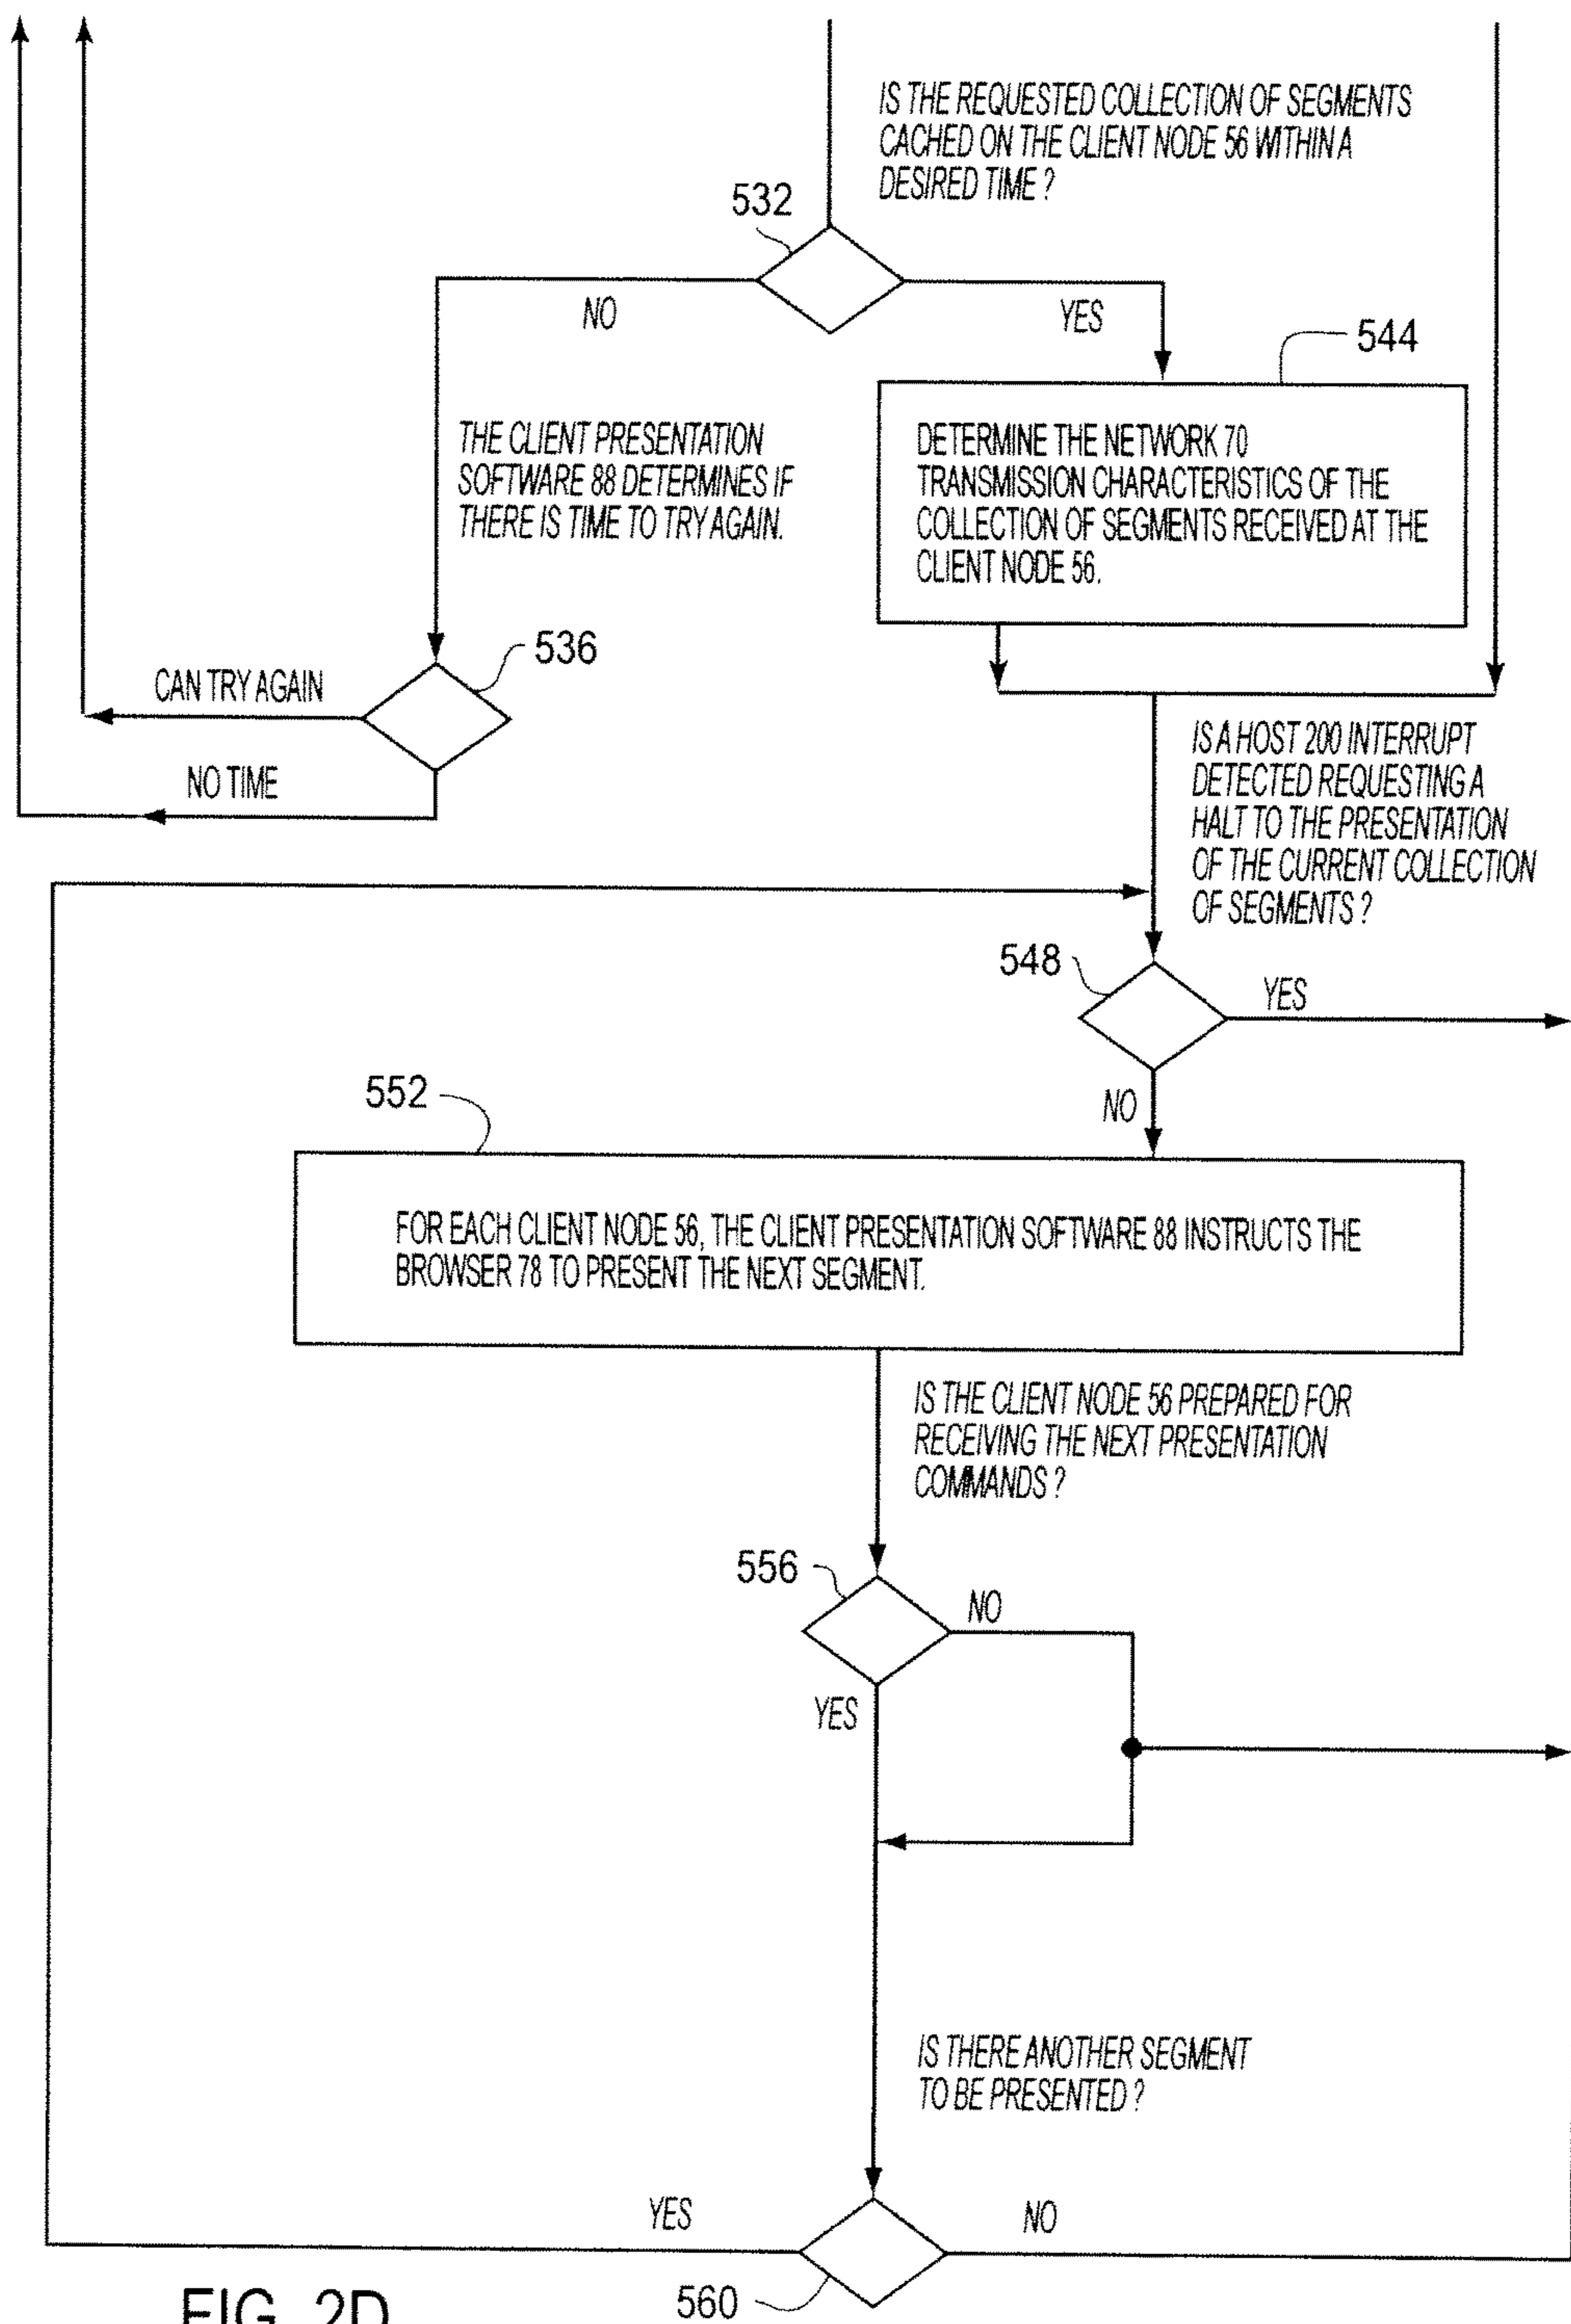 IS THE REQUESTED COLLECTION OF SEGMENTS
CACHED ON THE CLIENT NODE 56 WITHIN A
DESIRED TIME ?
532
NO
YES
544
THE CLIENT PRESENTATION
SOFTWARE 88 DETERMINES IF
THERE IS TIME TO TRY AGAIN.
DETERMINE THE NETWORK 70
TRANSMISSION CHARACTERISTICS OF THE
COLLECTION OF SEGMENTS RECEIVED AT THE
CLIENT NODE 56.
536
CAN TRY AGAIN
NO TIME
IS A HOST 200 INTERRUPT
DETECTED REQUESTING A
HALT TO THE PRESENTATION
OF THE CURRENT COLLECTION
OF SEGMENTS ?
548
YES
NO
552
FOR EACH CLIENT NODE 56, THE CLIENT PRESENTATION SOFTWARE 88 INSTRUCTS THE
BROWSER 78 TO PRESENT THE NEXT SEGMENT.
IS THE CLIENT NODE 56 PREPARED FOR
RECEIVING THE NEXT PRESENTATION
COMMANDS ?
556
NO
YES
IS THERE ANOTHER SEGMENT
TO BE PRESENTED ?
YES
NO
560
FIG. 2D